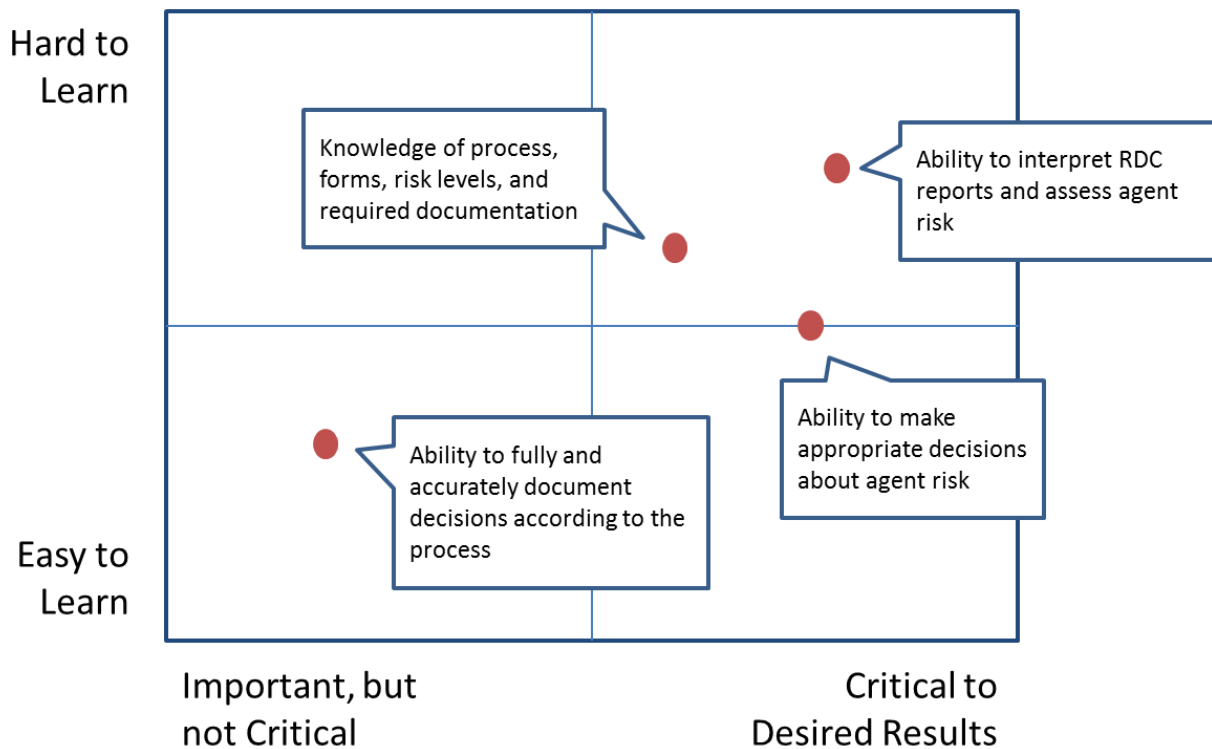 Hard to
Learn
Knowledge of process,
forms, risk levels, and
required documentation
Ability to interpret RDC
reports and assess agent
risk
Ability to make
appropriate decisions
about agent risk
Ability to fully and
accurately document
decisions according to the
process
Easy to
Learn
Important, but
not Critical
Critical to
Desired Results